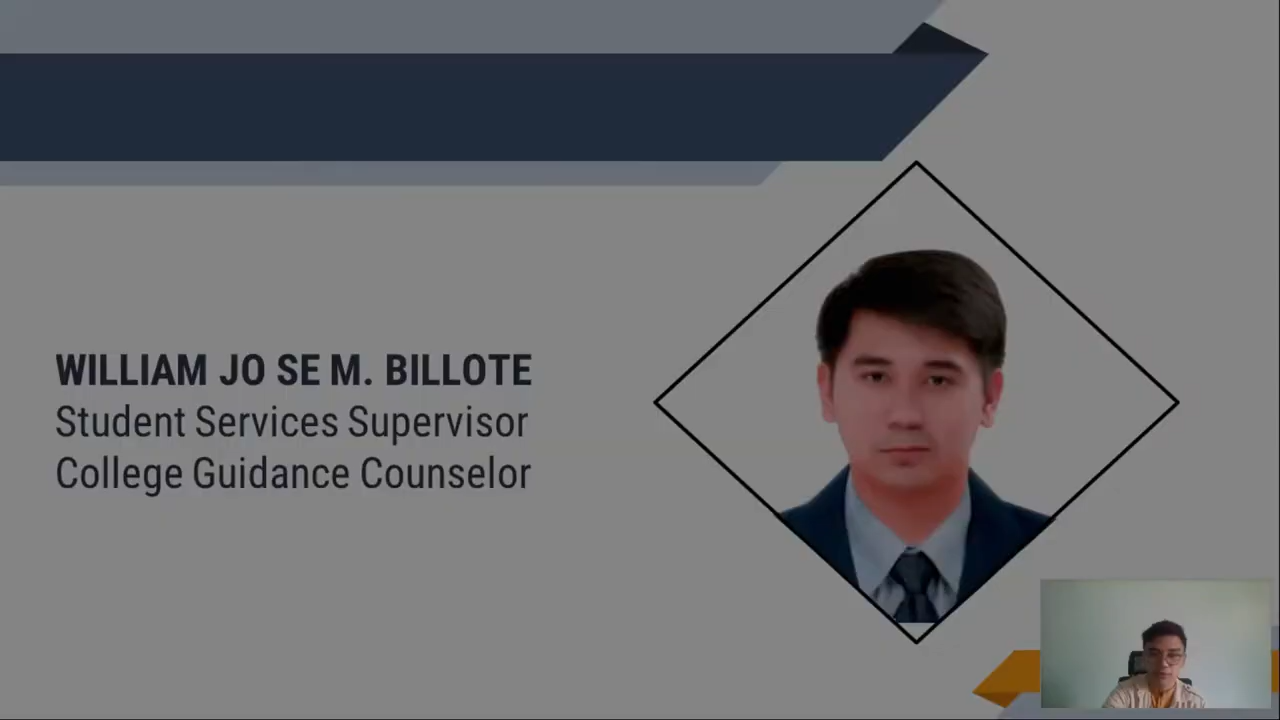 WILLIAM JO SE M. BILLOTE
Student Services Supervisor
College Guidance Counselor